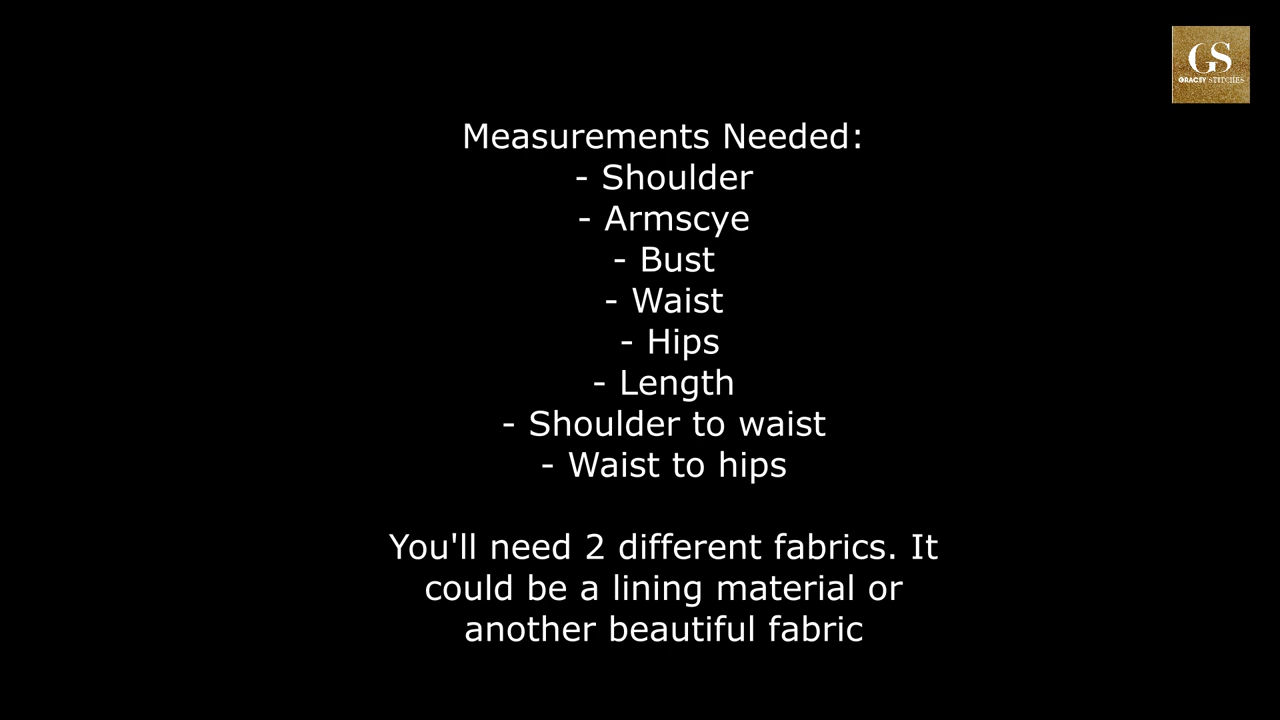 GS
GRACEY STITCHES
Measurements Needed:
- Shoulder
- Armscye
- Bust
- Waist
- Hips
- Length
- Shoulder to waist
- Waist to hips
You'll need 2 different fabrics. It
could be a lining material or
another beautiful fabric